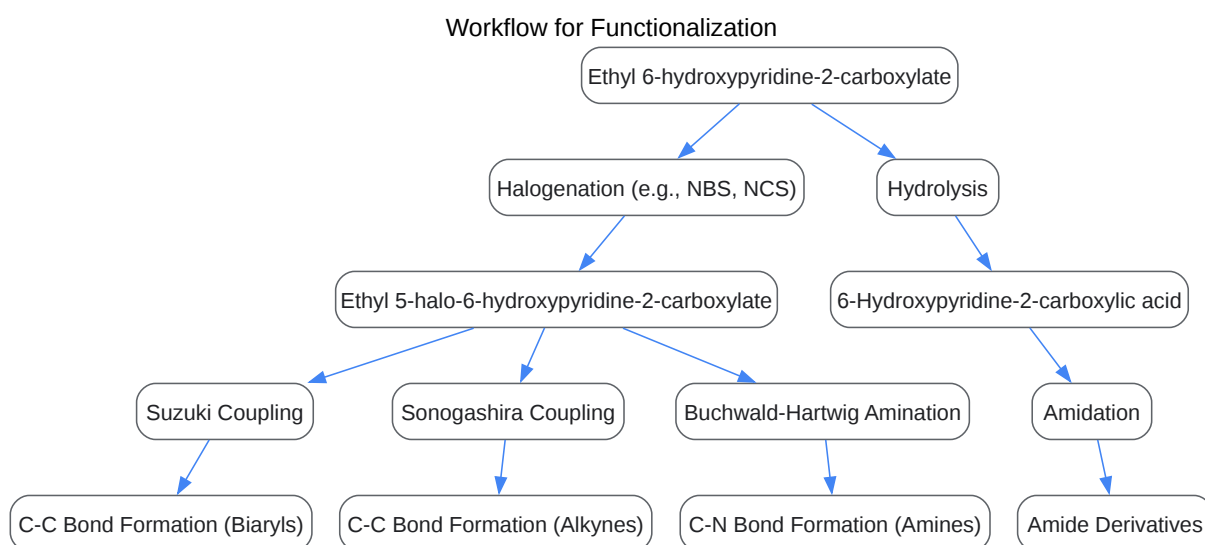 Workflow for Functionalization
Ethyl 6-hydroxypyridine-2-carboxylate
Halogenation (e.g., NBS, NCS)
Hydrolysis
Ethyl 5-halo-6-hydroxypyridine-2-carboxylate
6-Hydroxypyridine-2-carboxylic acid
Suzuki Coupling
Sonogashira Coupling
Buchwald-Hartwig Amination
Amidation
C-C Bond Formation (Biaryls)
C-C Bond Formation (Alkynes)
C-N Bond Formation (Amines)
Amide Derivatives